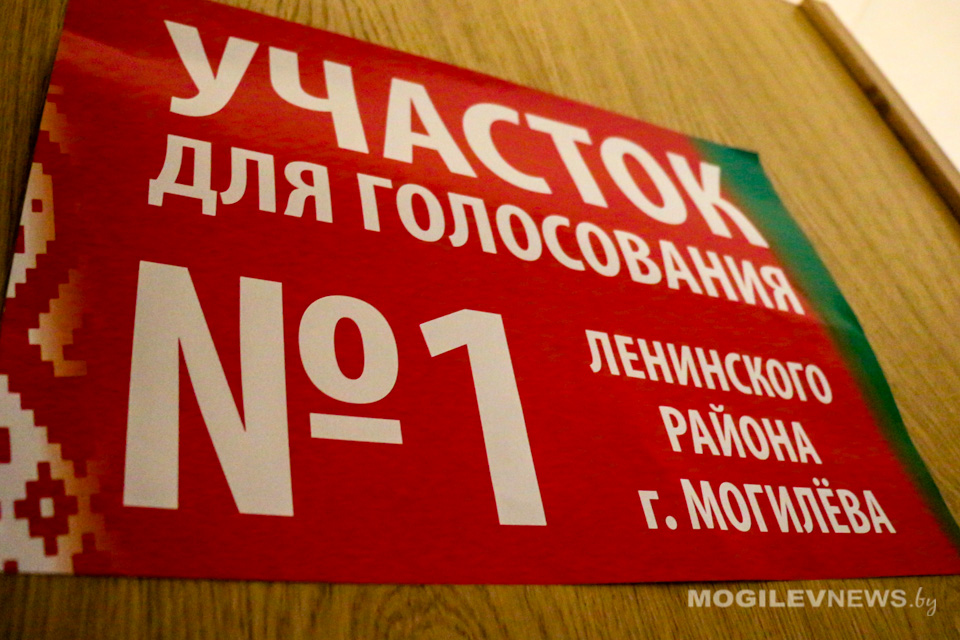 УЧАСТОК
ДЛЯ ГОЛОСОВАНИЯ
№1
ЛЕНИНСКОГО
РАЙОНА
г. МОГИЛЁВА
MOGILEVNEWS.by